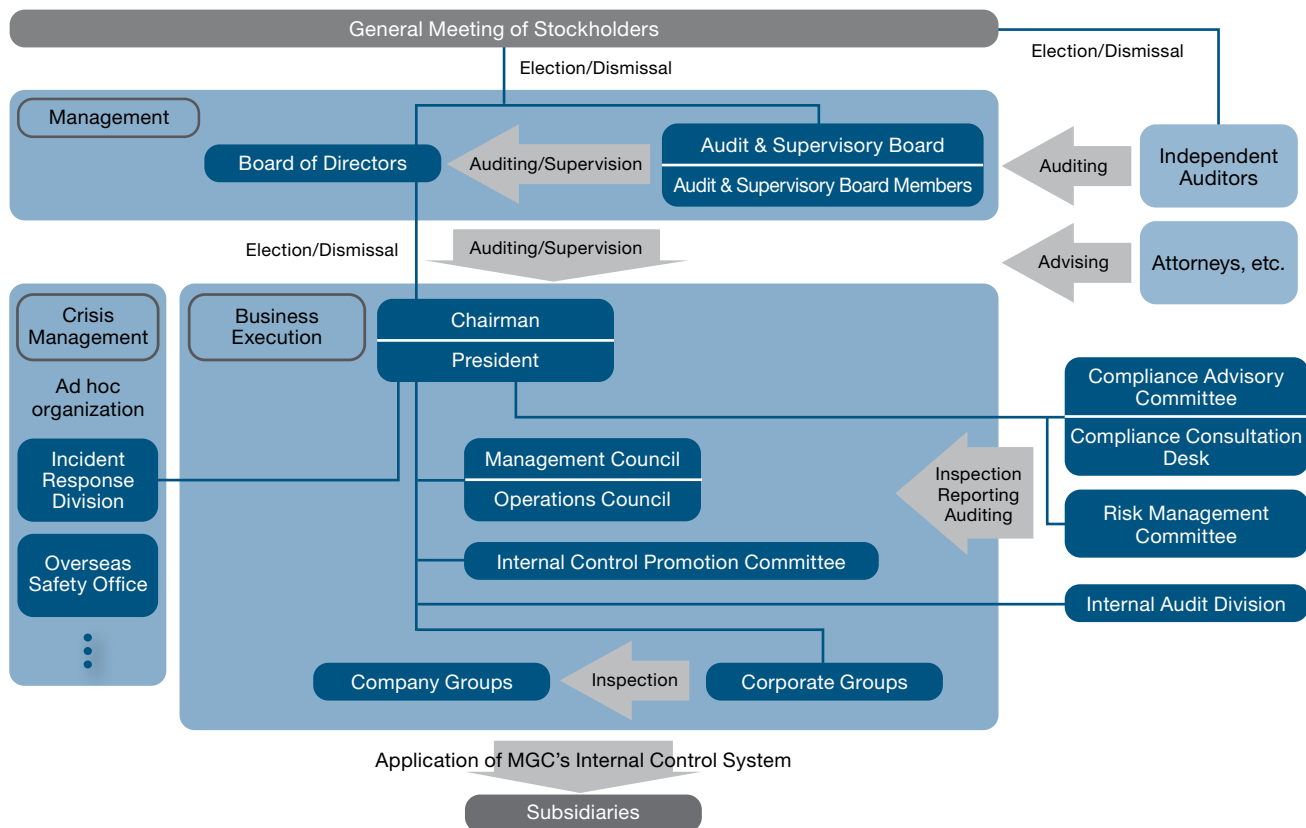 General Meeting of Stockholders
Election/Dismissal
Election/Dismissal
Management
Board of Directors
Auditing/Supervision
Audit & Supervisory Board
Audit & Supervisory Board Members
Auditing
Independent
Auditors
Election/Dismissal
Auditing/Supervision
Advising
Attorneys, etc.
Crisis
Management
Ad hoc
organization
Incident
Response
Division
Overseas
Safety Office
Business
Execution
Chairman
President
Management Council
Operations Council
Internal Control Promotion Committee
Company Groups
Inspection
Corporate Groups
Inspection
Reporting
Auditing
Compliance Advisory
Committee
Compliance Consultation
Desk
Risk Management
Committee
Internal Audit Division
Application of MGC's Internal Control System
Subsidiaries